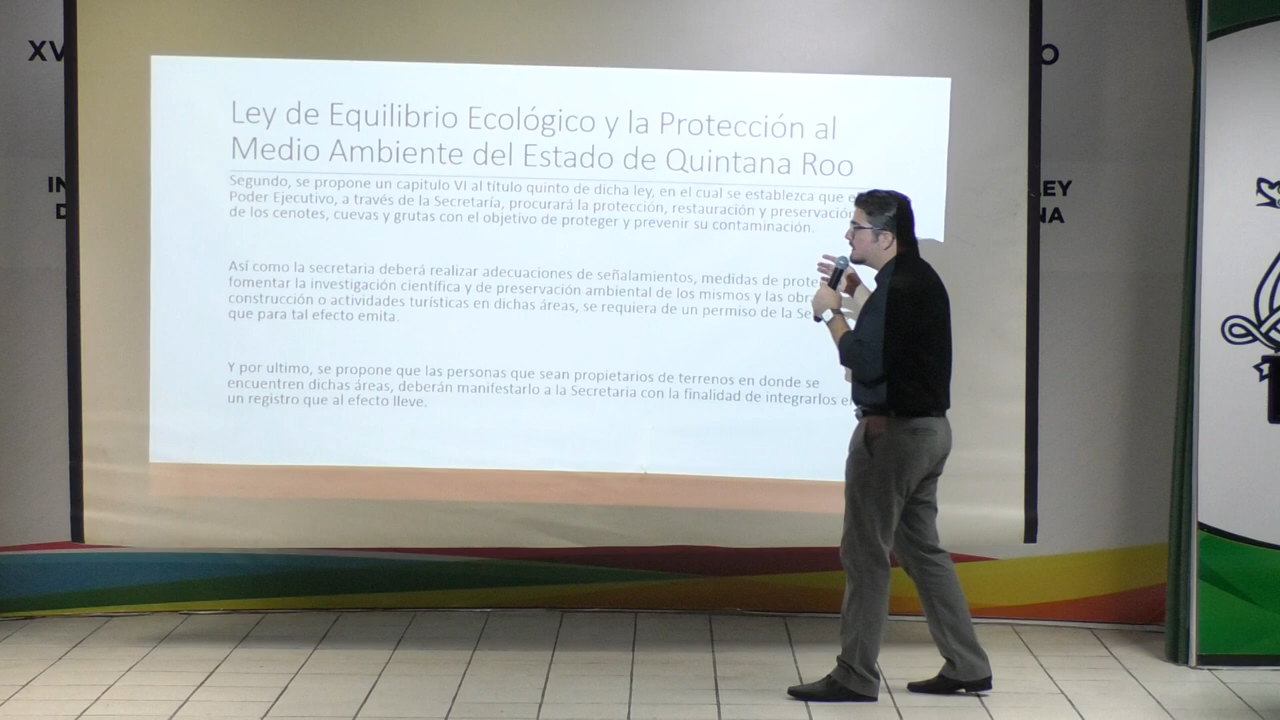 XV
O
IN
D
LEY
NA
Ley de Equilibrio Ecológico y la Protección al
Medio Ambiente del Estado de Quintana Roo
Segundo, se propone un capitulo VI al título quinto de dicha ley, en el cual se establezca que e
Poder Ejecutivo, a través de la Secretaría, procurará la protección, restauración y preservación
de los cenotes, cuevas y grutas con el objetivo de proteger y prevenir su contaminación.
Así como la secretaria deberá realizar adecuaciones de señalamientos, medidas de prote
fomentar la investigación científica y de preservación ambiental de los mismos y las obr
construcción o actividades turísticas en dichas áreas, se requiera de un permiso de la Se
que para tal efecto emita.
Y por ultimo, se propone que las personas que sean propietarios de terrenos en donde se
encuentren dichas áreas, deberán manifestarlo a la Secretaria con la finalidad de integrarlos e
un registro que al efecto lleve.